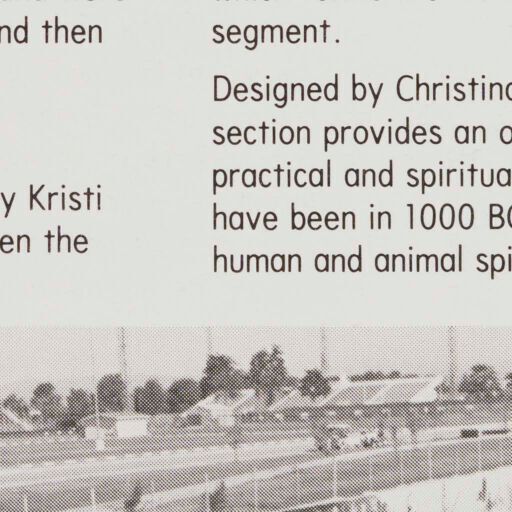 nd then
y Kristi
en the
segment.
Designed by Christina
section provides an o
practical and spiritua
have been in 1000 BC
human and animal spi